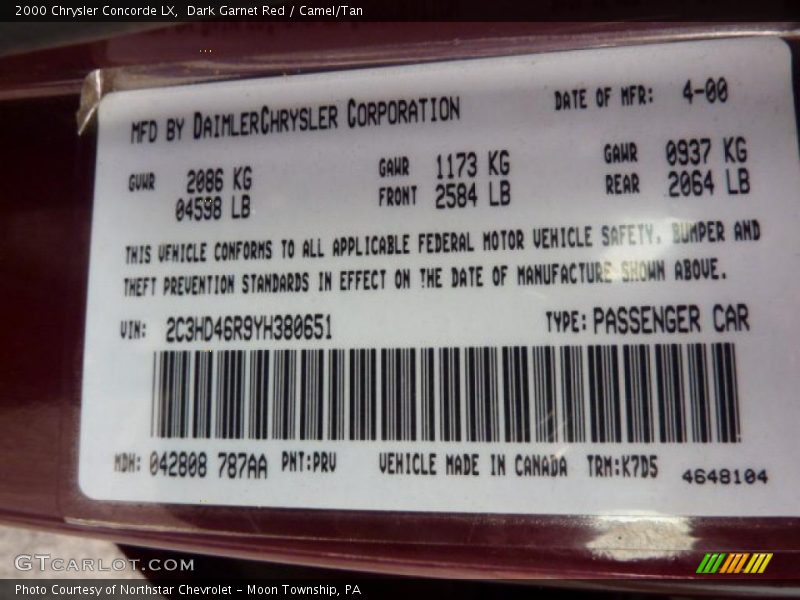 2000 Chrysler Concorde LX,  Dark Garnet Red / Camel/Tan
MFD BY DAIMLERCHRYSLER CORPORATION
DATE OF MFR: 4-00
GVWR 2086 KG
04598 LB
GAWR 1173 KG
FRONT 2584 LB
GAWR 0937 KG
REAR 2064 LB
THIS VEHICLE CONFORMS TO ALL APPLICABLE FEDERAL MOTOR VEHICLE SAFETY, BUMPER AND
THEFT PREVENTION STANDARDS IN EFFECT ON THE DATE OF MANUFACTURE SHOWN ABOVE.
VIN: 2C3HD46R9YH380651
TYPE: PASSENGER CAR
MDH: 042808 787AA PNT:PRV VEHICLE MADE IN CANADA TRM:K7D5 4648104
GTCARLOT.COM
Photo Courtesy of Northstar Chevrolet - Moon Township, PA